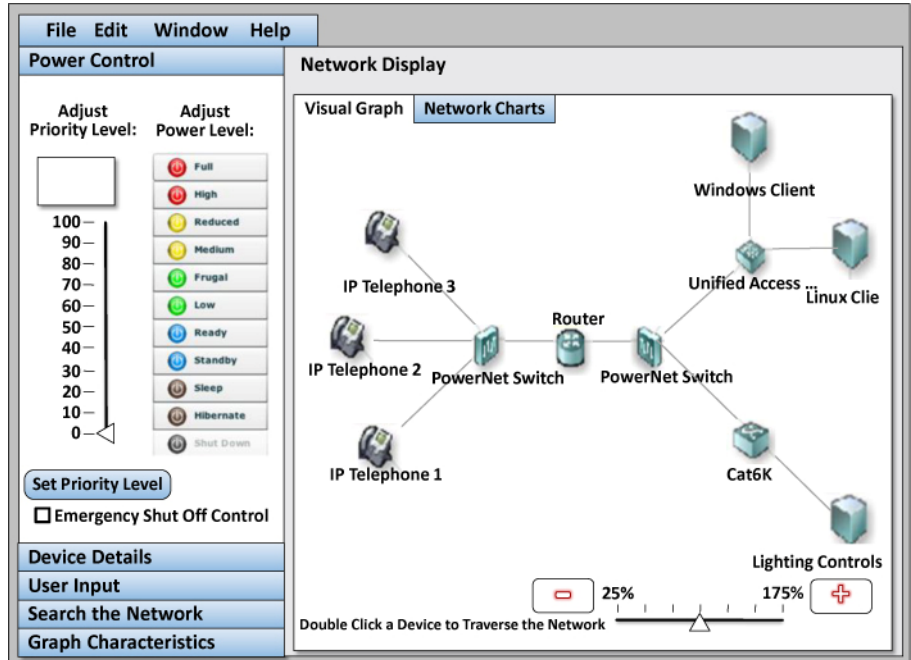 File Edit Window Help
Power Control
Adjust
Priority Level:
Adjust
Power Level:
100
90
80
70
60
50
40
30
20
10
0
Full
High
Reduced
Medium
Frugal
Low
Ready
Standby
Sleep
Hibernate
Shut Down
Set Priority Level
Emergency Shut Off Control
Device Details
User Input
Search the Network
Graph Characteristics
Network Display
Visual Graph
Network Charts
Windows Client
IP Telephone 3
Unified Access ...
Linux Clie
Router
IP Telephone 2
PowerNet Switch
PowerNet Switch
IP Telephone 1
Cat6K
Lighting Controls
25%
175%
Double Click a Device to Traverse the Network